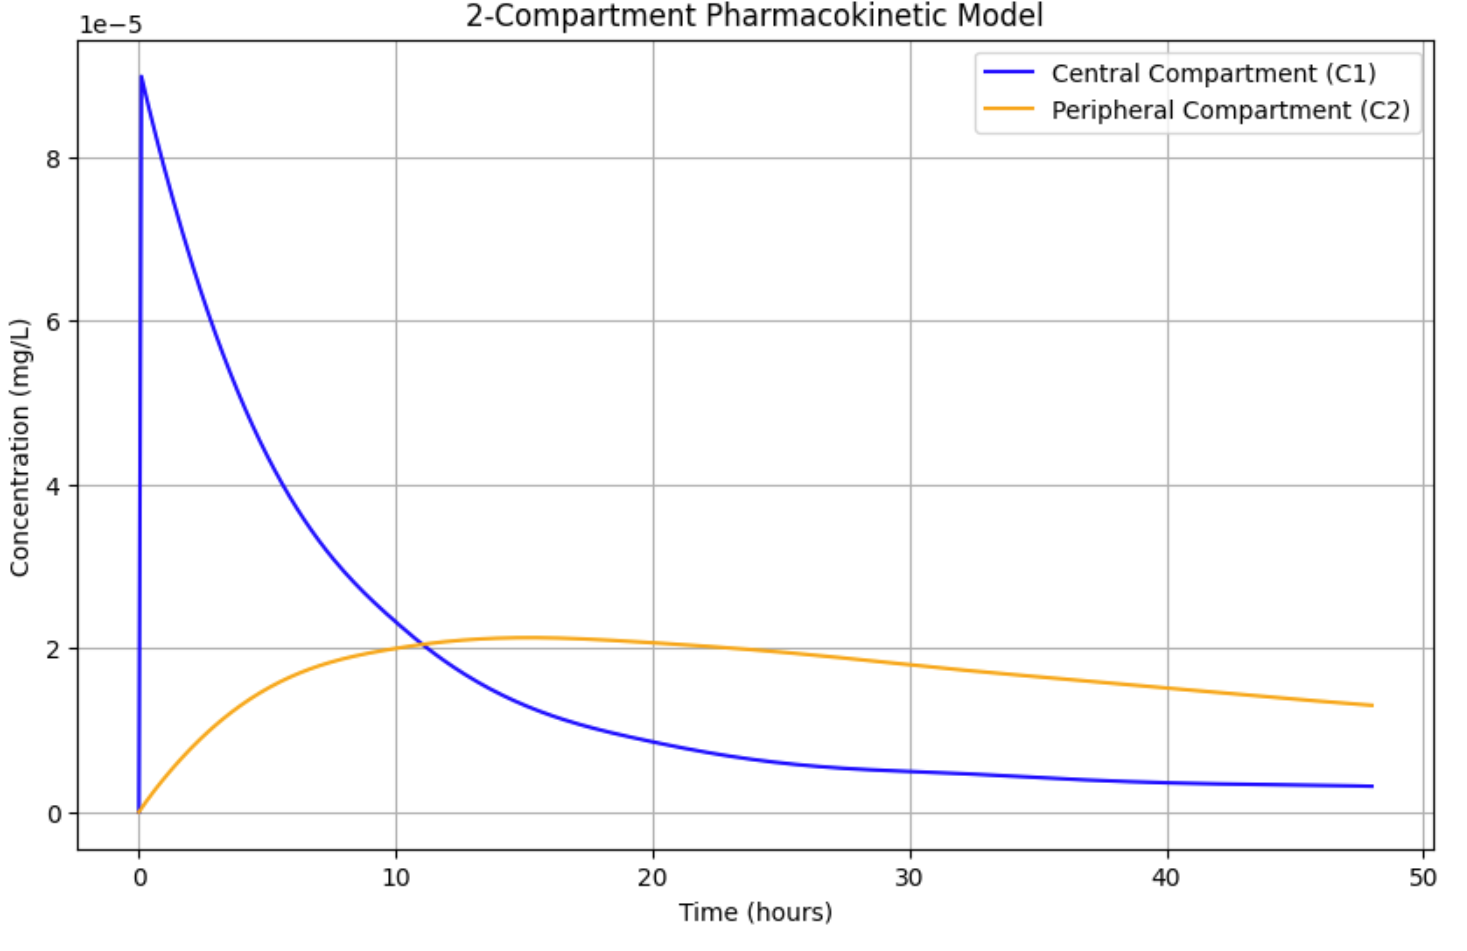 2-Compartment Pharmacokinetic Model
1e−5
Central Compartment (C1)
Peripheral Compartment (C2)
8
6
4
2
0
Concentration (mg/L)
0 10 20 30 40 50
Time (hours)